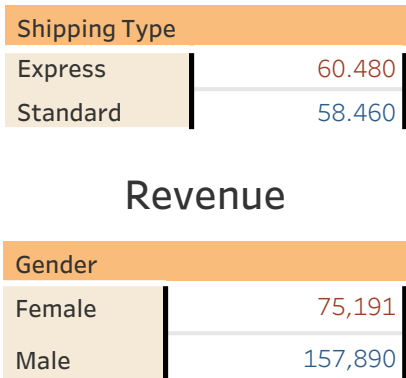 Shipping Type
Express 60.480
Standard 58.460
Revenue
Gender
Female 75,191
Male 157,890